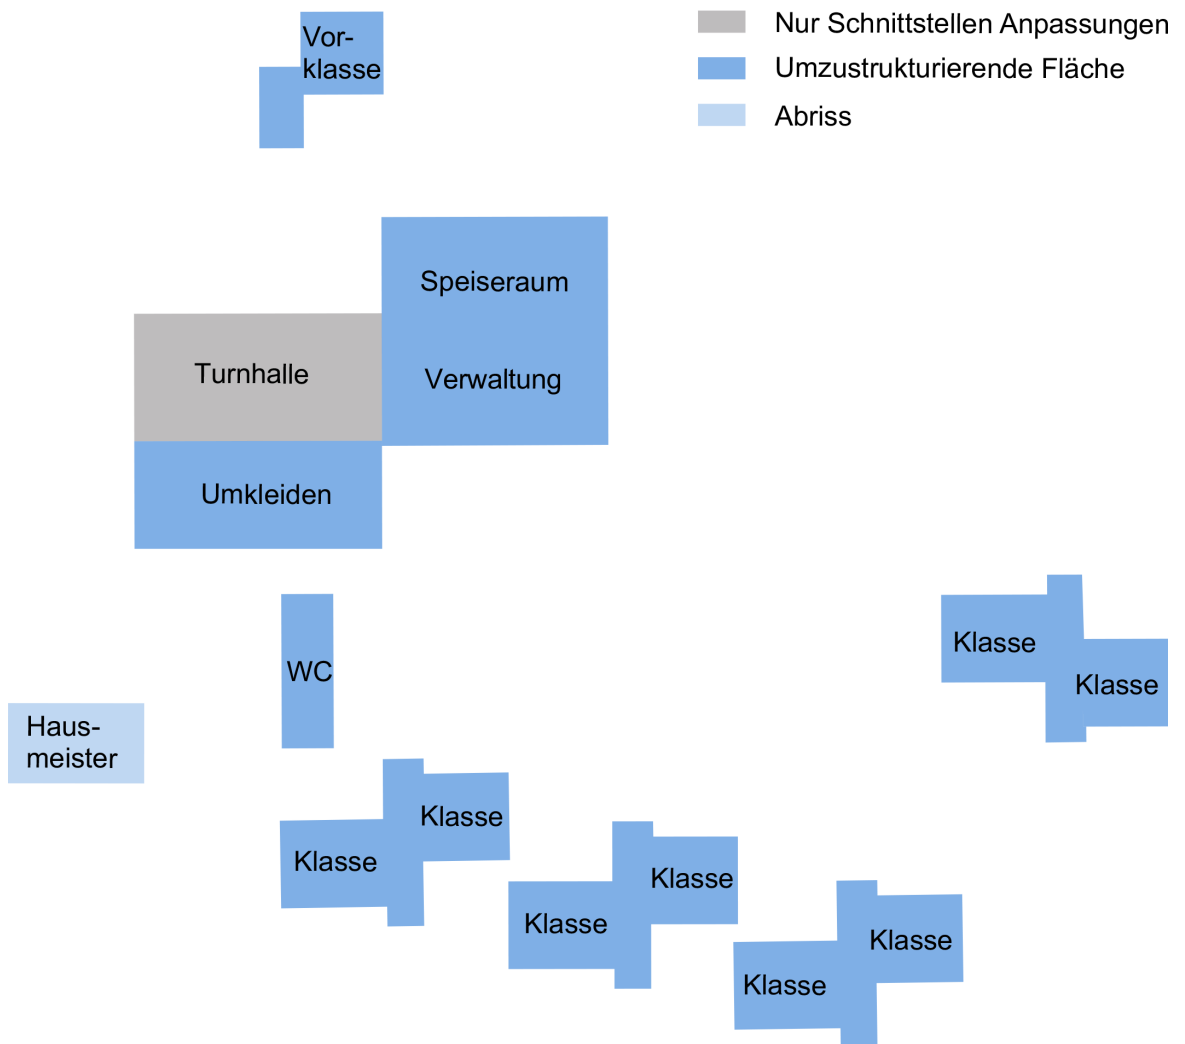 Vor-
klasse
Nur Schnittstellen Anpassungen
Umzustrukturierende Fläche
Abriss
Speiseraum
Turnhalle
Verwaltung
Umkleiden
WC
Klasse
Klasse
Haus-
meister
Klasse
Klasse
Klasse
Klasse
Klasse
Klasse